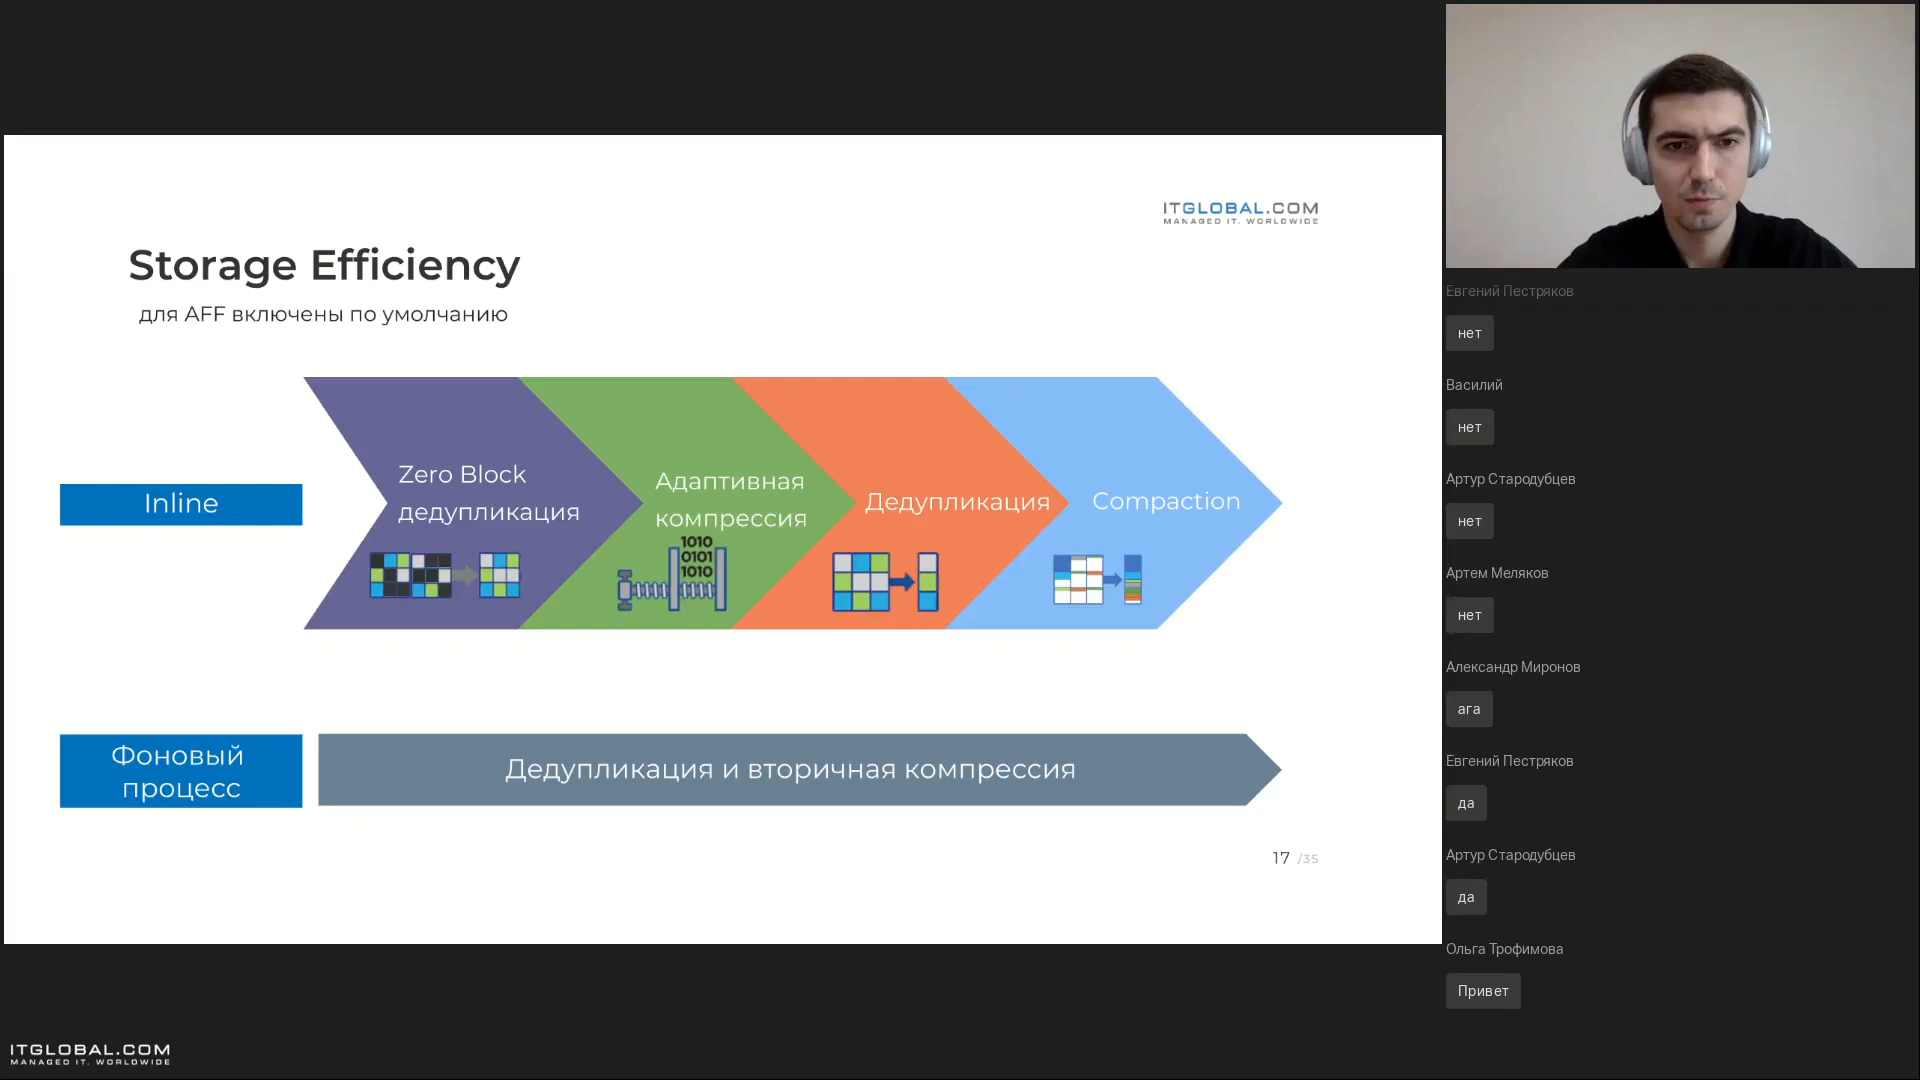 ITGLOBAL.COM
MANAGED IT. WORLDWIDE
Storage Efficiency
для AFF включены по умолчанию
Inline
Zero Block
дедупликация
Адаптивная
компрессия
1010
0101
1010
Дедупликация
Compaction
Фоновый
процесс
Дедупликация и вторичная компрессия
17 /35
Евгений Пестряков
нет
Василий
нет
Артур Стародубцев
нет
Артем Меляков
нет
Александр Миронов
ага
Евгений Пестряков
да
Артур Стародубцев
да
Ольга Трофимова
Привет
ITGLOBAL.COM
MANAGED IT. WORLDWIDE